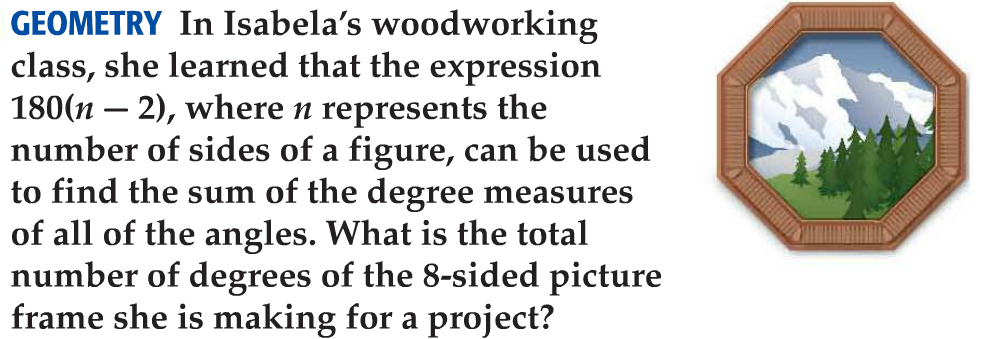 GEOMETRY In Isabela’s woodworking
class, she learned that the expression
180(n — 2), where n represents the
number of sides of a figure, can be used
to find the sum of the degree measures
of all of the angles. What is the total
number of degrees of the 8-sided picture
frame she is making for a project?